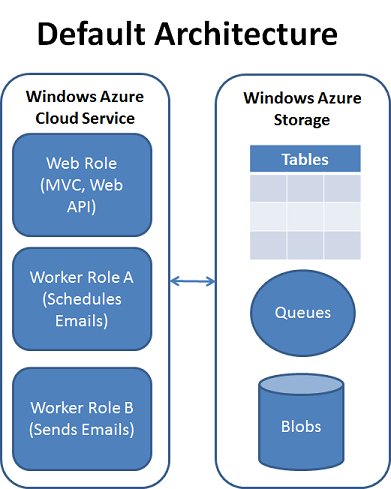 Default Architecture
Windows Azure
Cloud Service
Web Role
(MVC, Web
API)
Worker Role A
(Schedules
Emails)
Worker Role B
(Sends Emails)
Windows Azure
Storage
Tables
Queues
Blobs